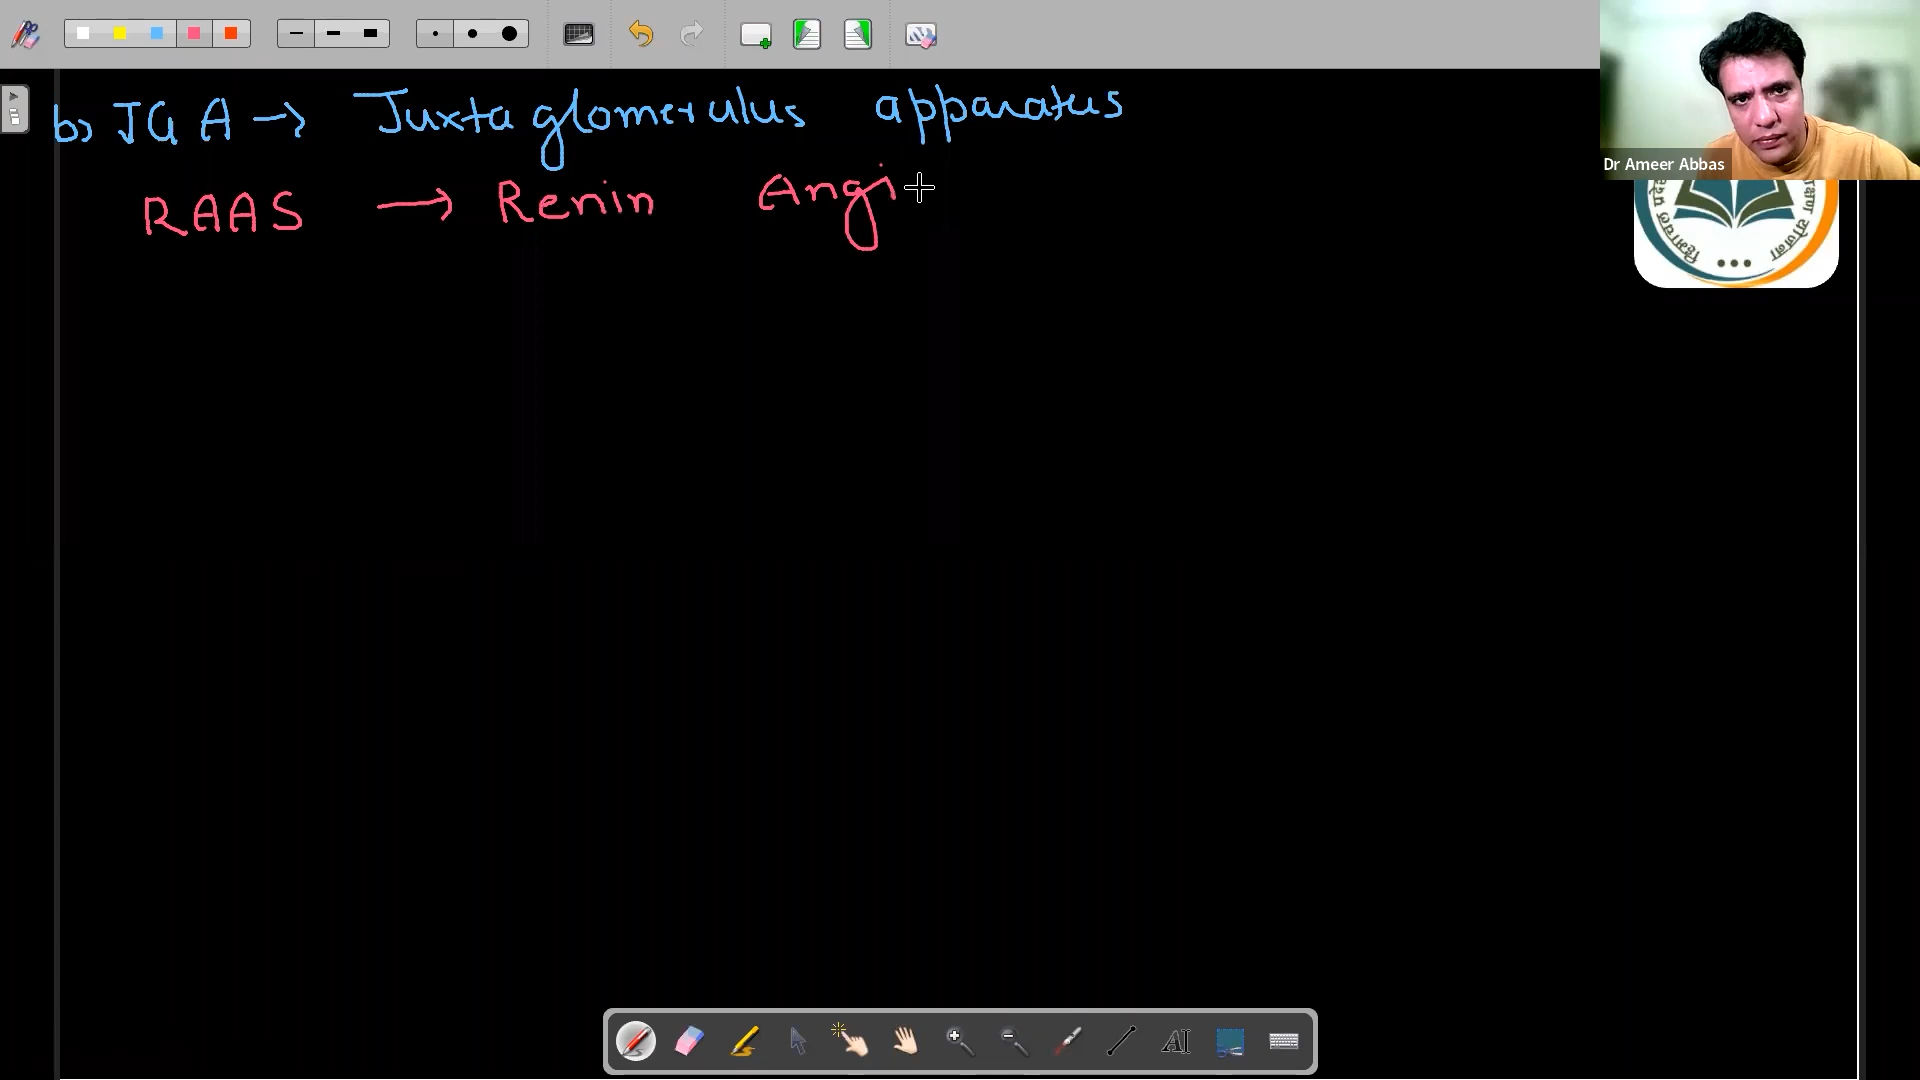 b) JGA → Juxta glomerulus apparatus
RAAS → Renin Angi
Dr Ameer Abbas